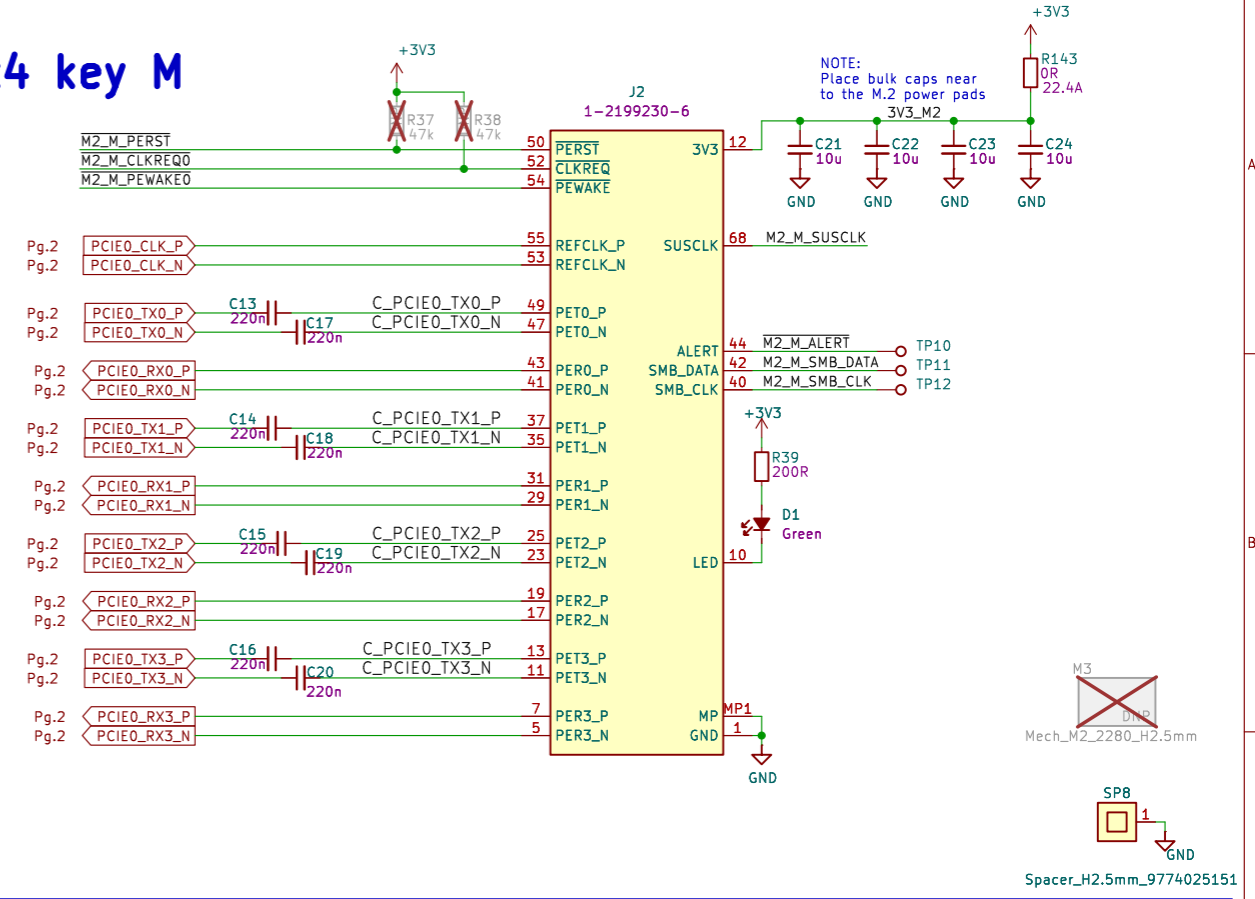 4 key M
+3V3
R37
47k
R38
47k
M2_M_PERST
M2_M_CLKREQ0
M2_M_PEWAKE0
J2
1-2199230-6
50 PERST
52 CLKREQ
54 PEWAKE
Pg.2 PCIE0_CLK_P 55 REFCLK_P
Pg.2 PCIE0_CLK_N 53 REFCLK_N
Pg.2 PCIE0_TX0_P C13 220n C_PCIE0_TX0_P 49 PET0_P
Pg.2 PCIE0_TX0_N C17 220n C_PCIE0_TX0_N 47 PET0_N
Pg.2 PCIE0_RX0_P 43 PER0_P
Pg.2 PCIE0_RX0_N 41 PER0_N
Pg.2 PCIE0_TX1_P C14 220n C_PCIE0_TX1_P 37 PET1_P
Pg.2 PCIE0_TX1_N C18 220n C_PCIE0_TX1_N 35 PET1_N
Pg.2 PCIE0_RX1_P 31 PER1_P
Pg.2 PCIE0_RX1_N 29 PER1_N
Pg.2 PCIE0_TX2_P C15 220n C_PCIE0_TX2_P 25 PET2_P
Pg.2 PCIE0_TX2_N C19 220n C_PCIE0_TX2_N 23 PET2_N
Pg.2 PCIE0_RX2_P 19 PER2_P
Pg.2 PCIE0_RX2_N 17 PER2_N
Pg.2 PCIE0_TX3_P C16 220n C_PCIE0_TX3_P 13 PET3_P
Pg.2 PCIE0_TX3_N C20 220n C_PCIE0_TX3_N 11 PET3_N
Pg.2 PCIE0_RX3_P 7 PER3_P
Pg.2 PCIE0_RX3_N 5 PER3_N
3V3 12
SUSCLK 68 M2_M_SUSCLK
ALERT 44 M2_M_ALERT TP10
SMB_DATA 42 M2_M_SMB_DATA TP11
SMB_CLK 40 M2_M_SMB_CLK TP12
+3V3
R39
200R
D1
Green
LED 10
MP MP1
GND 1
GND
NOTE:
Place bulk caps near
to the M.2 power pads
3V3_M2
+3V3
R143
0R
22.4A
C21
10u
GND
C22
10u
GND
C23
10u
GND
C24
10u
GND
M3
DNP
Mech_M2_2280_H2.5mm
SP8
1
GND
Spacer_H2.5mm_9774025151
A
B